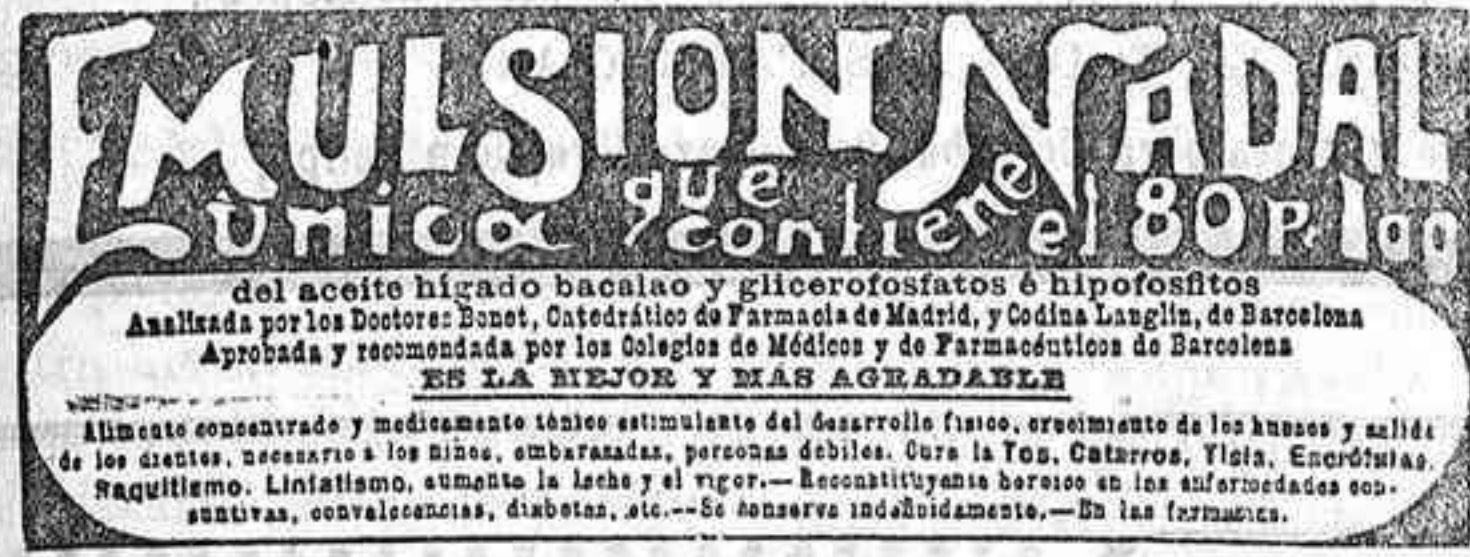 EMULSION NADAL
única que contiene el 80 P. 100
del aceite hígado bacalao y glicerofosfatos é hipofosfitos
Analizada por los Doctores Bonet, Catedrático de Farmacia de Madrid, y Codina Langlin, de Barcelona
Aprobada y recomendada por los Colegios de Médicos y de Farmacéuticos de Barcelona
ES LA MEJOR Y MÁS AGRADABLE
Alimento concentrado y medicamento tónico estimulante del desarrollo físico, crecimiento de los huesos y salida
de los dientes, necesario a los niños, embarazadas, personas débiles. Cura la Tos, Catarros, Tisis, Escrófulas,
Raquitismo, Linfatismo, aumenta la leche y el vigor.—Reconstituyente heroico en las enfermedades con-
suntivas, convalecencias, diabetes, etc.--Se conserva indefinidamente.—En las farmacias.